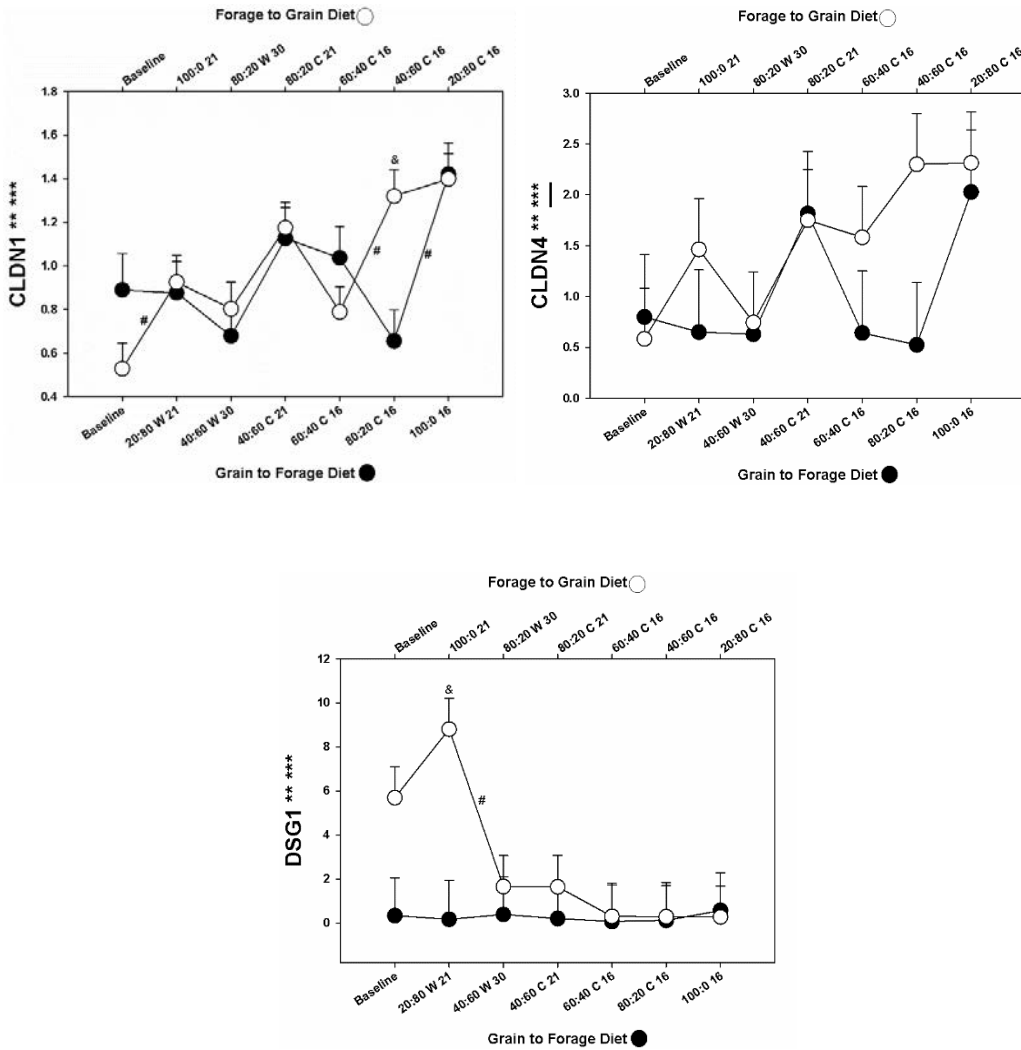 Forage to Grain Diet
Baseline
100:0 21
80:20 W 30
80:20 C 21
60:40 C 16
40:60 C 16
20:80 C 16
1.8
1.6
1.4
1.2
1.0
0.8
0.6
0.4
CLDN1 ** ***
#
&
#
#
Baseline
20:80 W 21
40:60 W 30
40:60 C 21
60:40 C 16
80:20 C 16
100:0 16
Grain to Forage Diet
Forage to Grain Diet
Baseline
100:0 21
80:20 W 30
80:20 C 21
60:40 C 16
40:60 C 16
20:80 C 16
3.0
2.5
2.0
1.5
1.0
0.5
0.0
CLDN4 ** ***
Baseline
20:80 W 21
40:60 W 30
40:60 C 21
60:40 C 16
80:20 C 16
100:0 16
Grain to Forage Diet
Forage to Grain Diet
Baseline
100:0 21
80:20 W 30
80:20 C 21
60:40 C 16
40:60 C 16
20:80 C 16
12
10
8
6
4
2
0
DSG1 ** ***
&
#
Baseline
20:80 W 21
40:60 W 30
40:60 C 21
60:40 C 16
80:20 C 16
100:0 16
Grain to Forage Diet